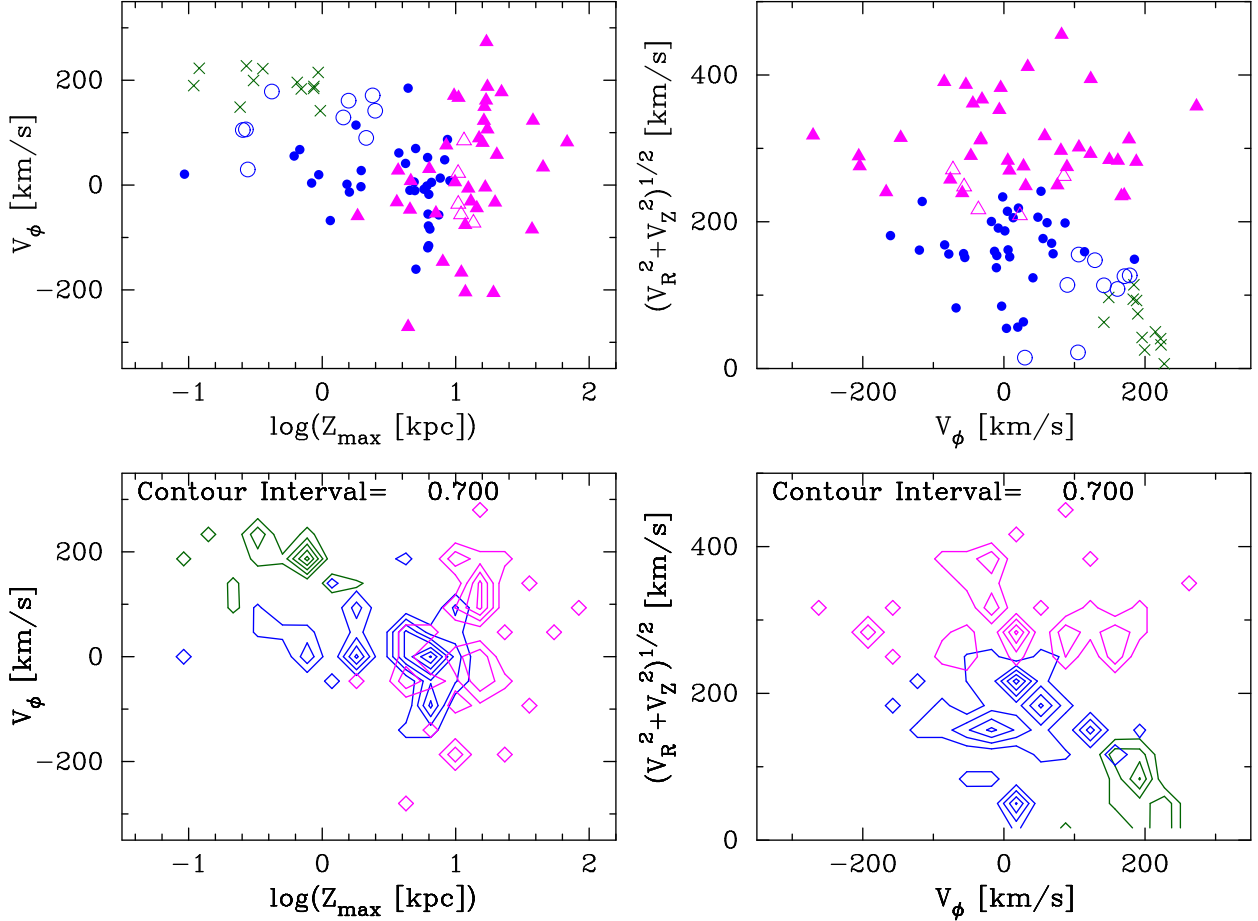 V_ϕ [km/s]
200
0
−200
−1
0
1
2
log(Z_max [kpc])
(V_R^2+V_Z^2)^1/2 [km/s]
400
200
0
−200
0
200
V_ϕ [km/s]
Contour Interval= 0.700
V_ϕ [km/s]
200
0
−200
−1
0
1
2
log(Z_max [kpc])
Contour Interval= 0.700
(V_R^2+V_Z^2)^1/2 [km/s]
400
200
0
−200
0
200
V_ϕ [km/s]